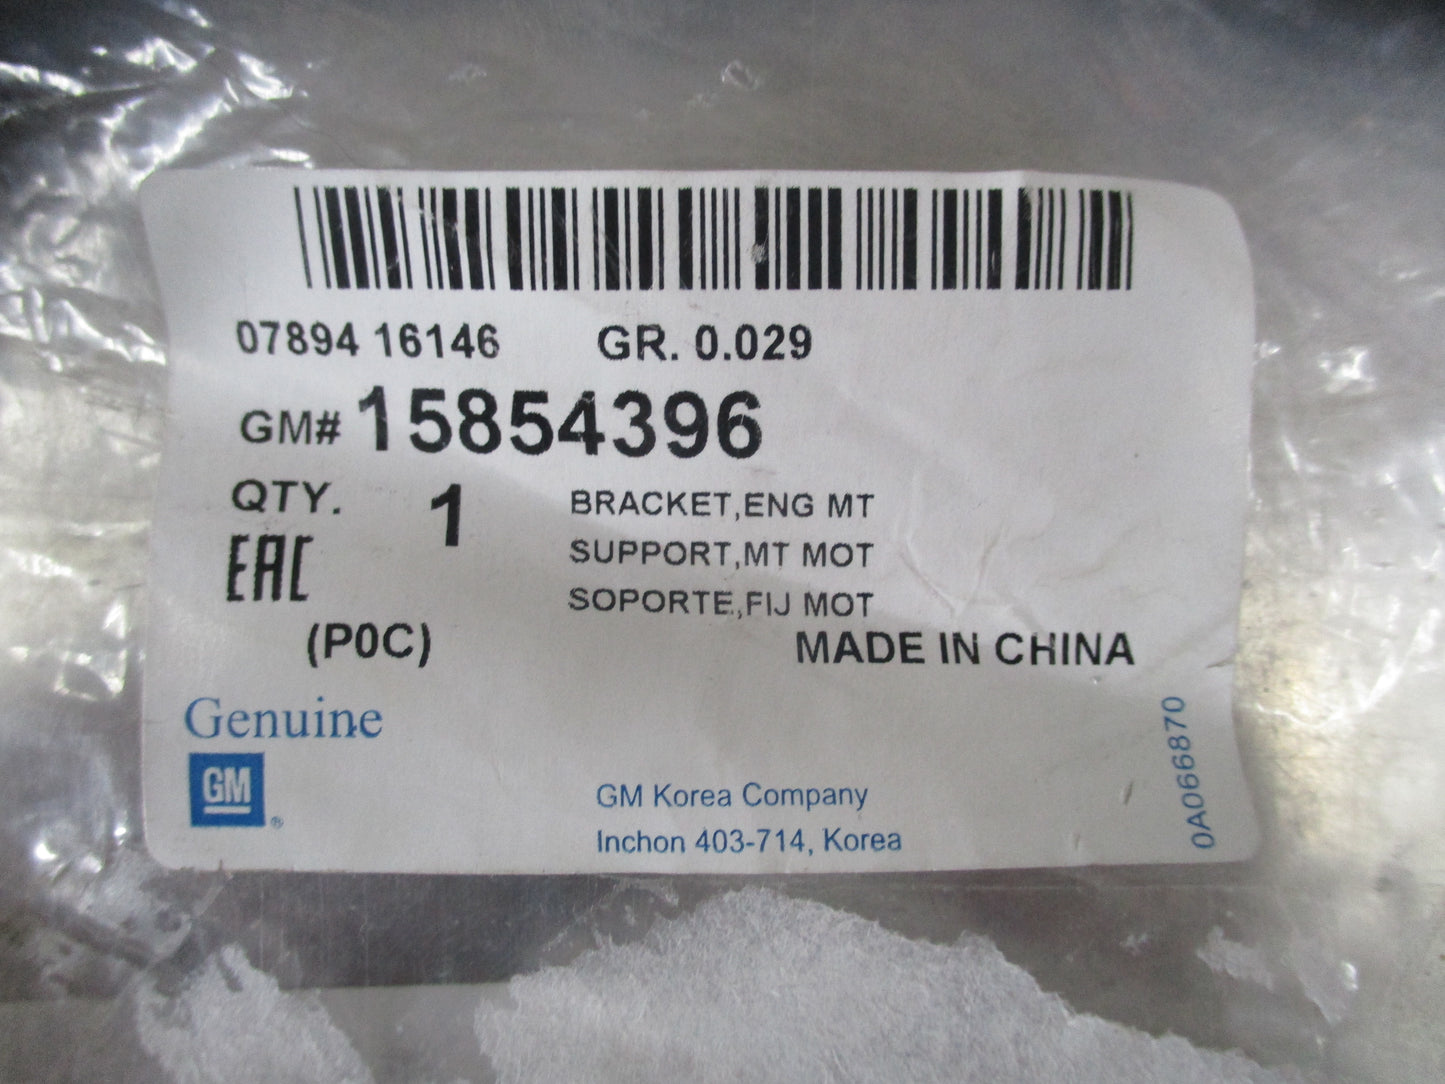 07894 16146 GR. 0.029
GM# 15854396
QTY. 1
BRACKET,ENG MT
SUPPORT,MT MOT
SOPORTE,FIJ MOT
EAC
(P0C)
MADE IN CHINA
Genuine
GM®
GM Korea Company
Inchon 403-714, Korea
0A066870